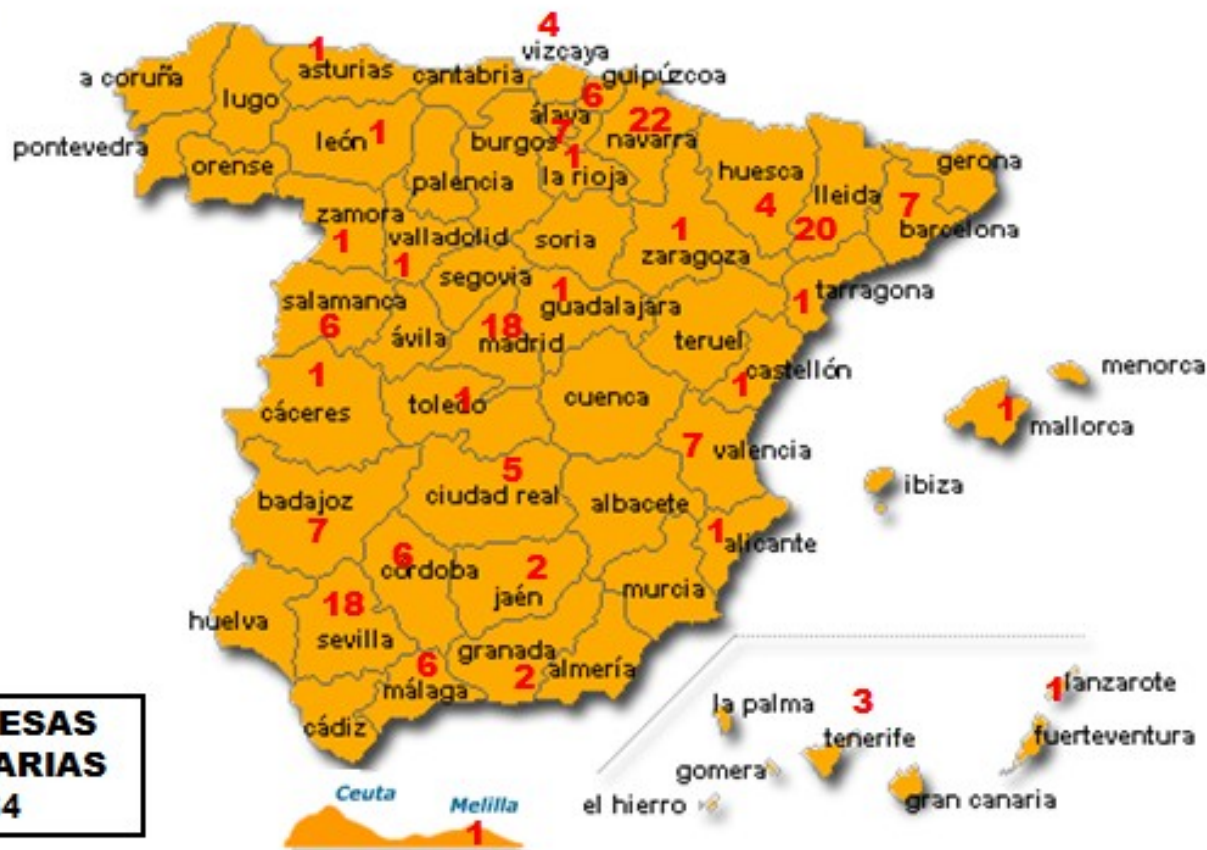 4
vizcaya
1
asturias
a coruña
cantabria
guipúzcoa
6
lugo
álava
22
león
1
burgos
7
navarra
pontevedra
1
orense
palencia
la rioja
huesca
gerona
lleida
4
7
zamora
20
barcelona
1
valladolid
soria
1
zaragoza
1
segovia
1
salamanca
guadalajara
tarragona
1
6
ávila
18
madrid
teruel
castellón
menorca
1
1
cáceres
toledo
1
cuenca
1
mallorca
7
valencia
5
badajoz
ciudad real
albacete
ibiza
7
1
alicante
6
córdoba
2
jaén
murcia
18
huelva
sevilla
granada
6
málaga
2
almería
cádiz
la palma
3
1
lanzarote
tenerife
fuerteventura
gomera
el hierro
gran canaria
ESAS
ARIAS
4
Ceuta
Melilla
1